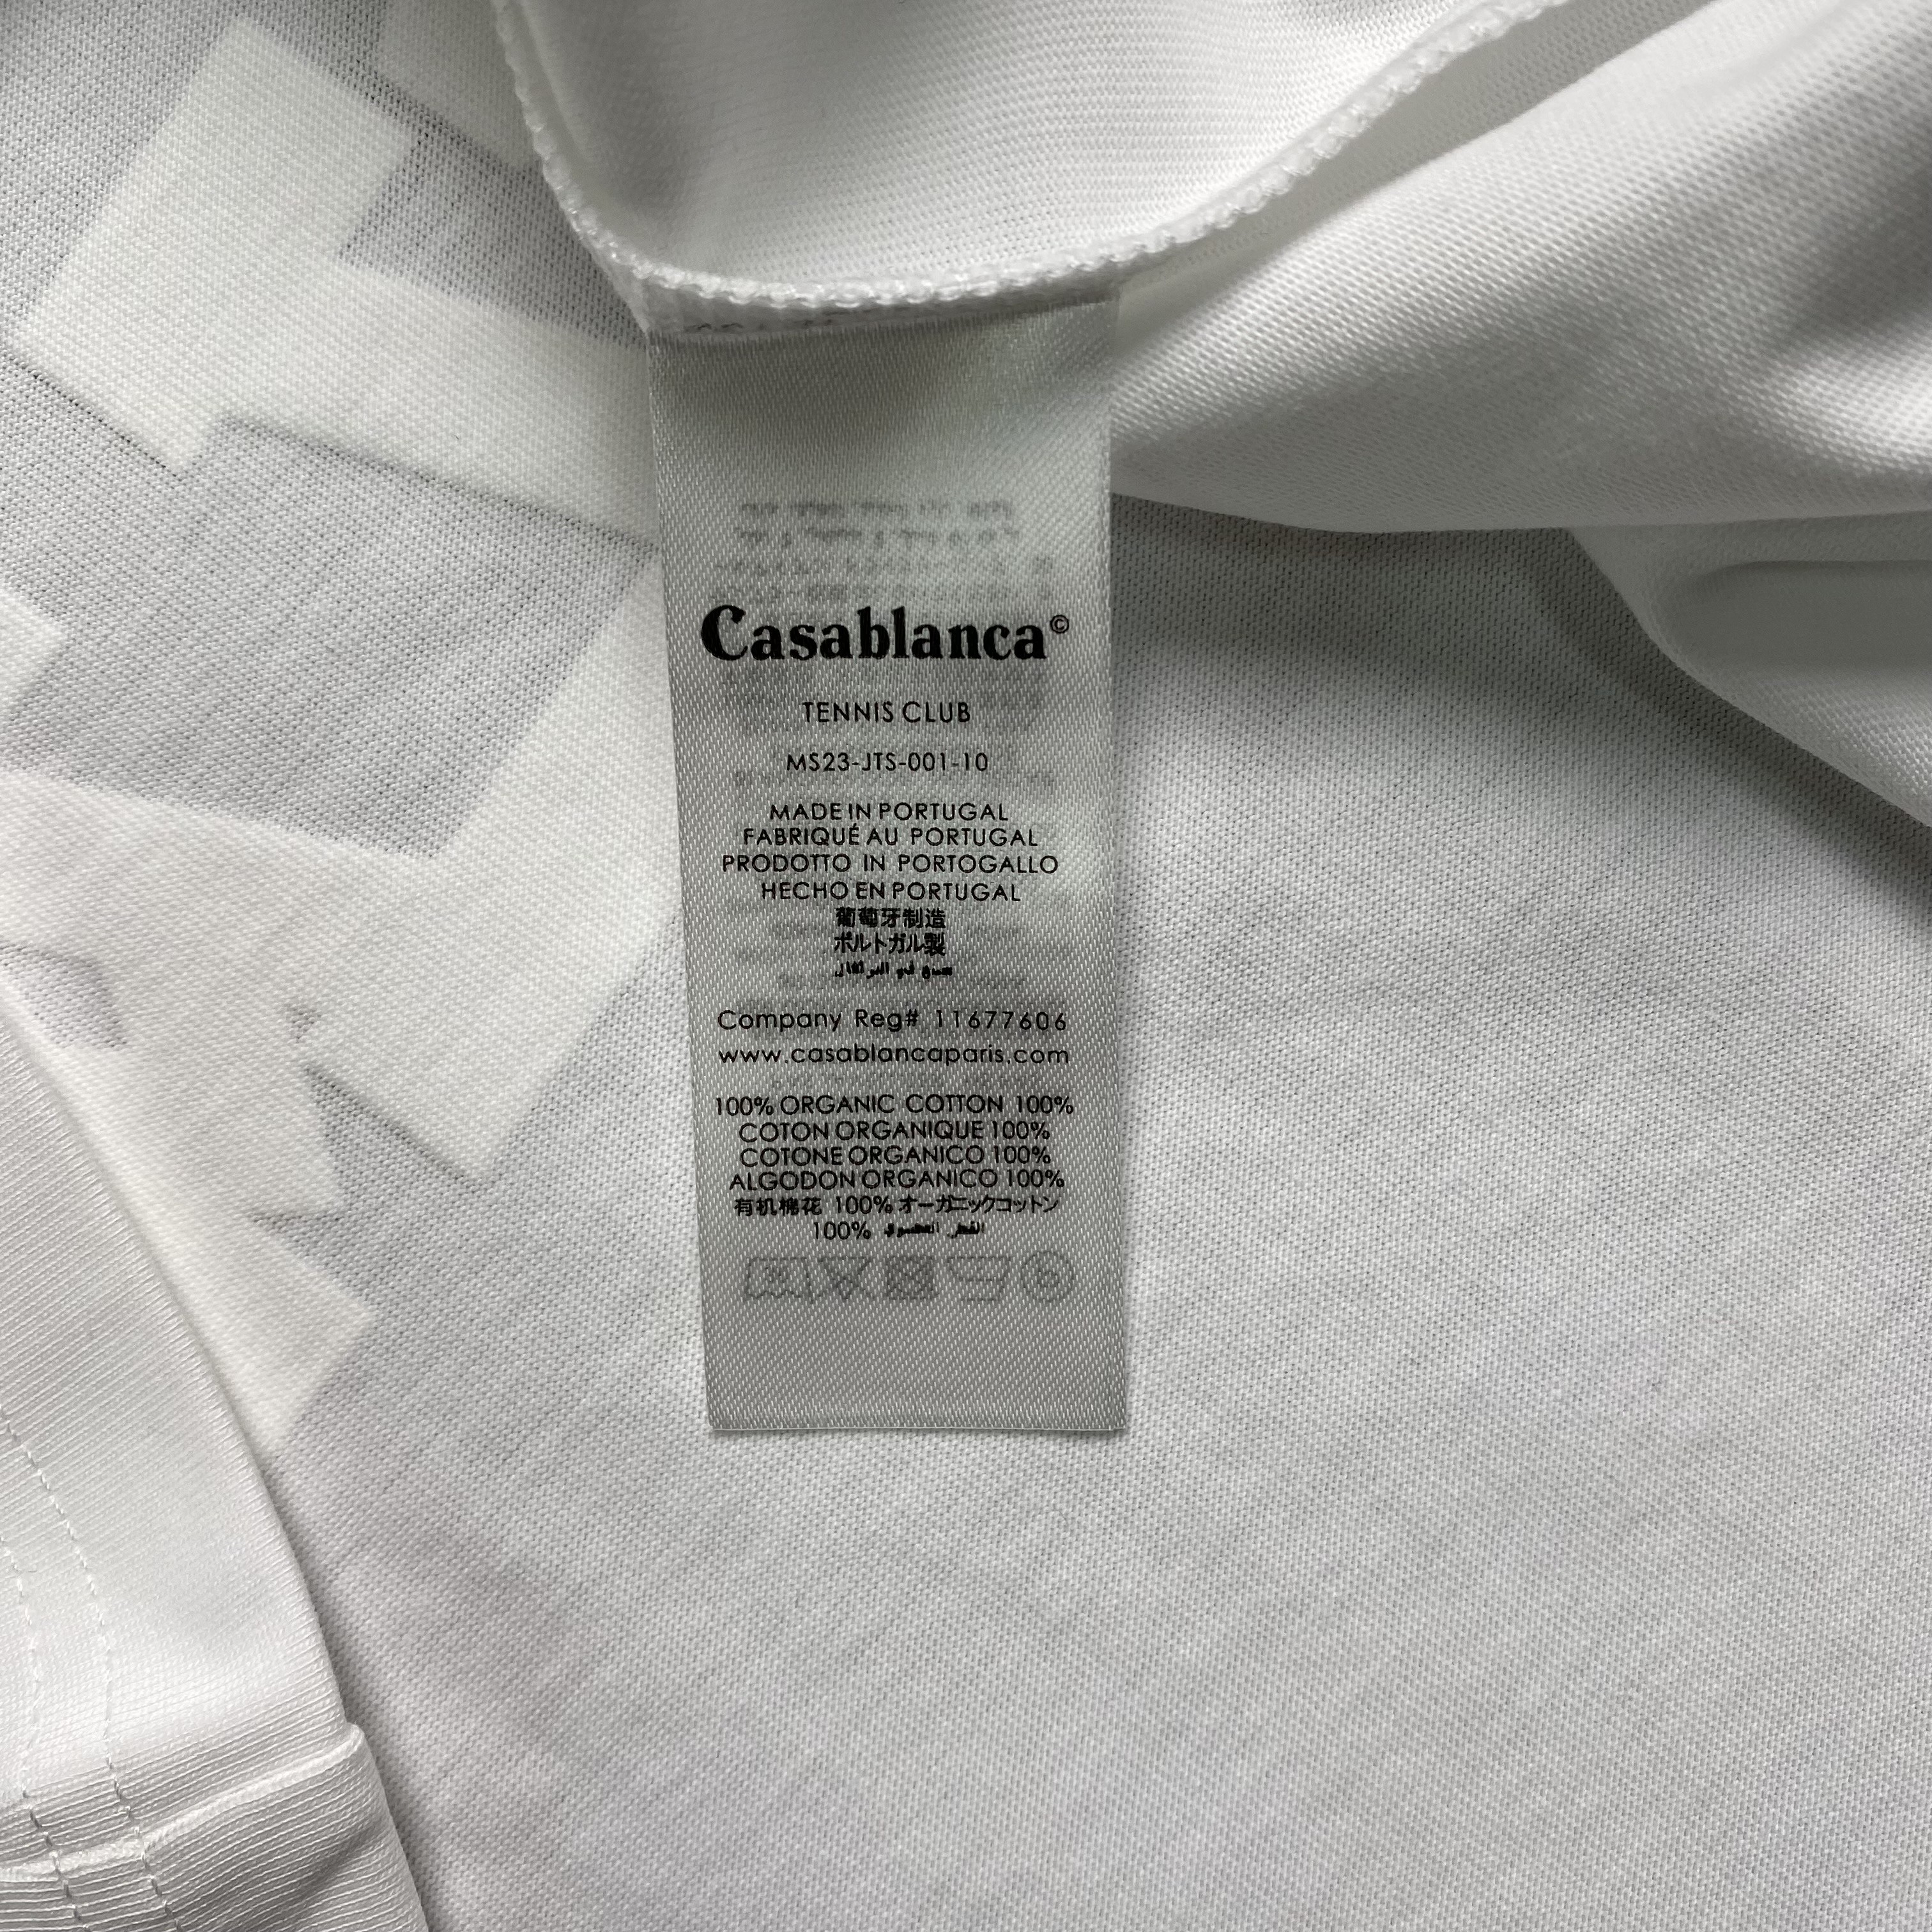 Casablanca©
TENNIS CLUB
MS23-JTS-001-10
MADE IN PORTUGAL
FABRIQUÉ AU PORTUGAL
PRODOTTO IN PORTOGALLO
HECHO EN PORTUGAL
葡萄牙制造
ポルトガル製
Company Reg# 11677606
www.casablancaparis.com
100% ORGANIC COTTON 100%
COTON ORGANIQUE 100%
COTONE ORGANICO 100%
ALGODON ORGANICO 100%
有机棉花 100% オーガニックコットン
100%